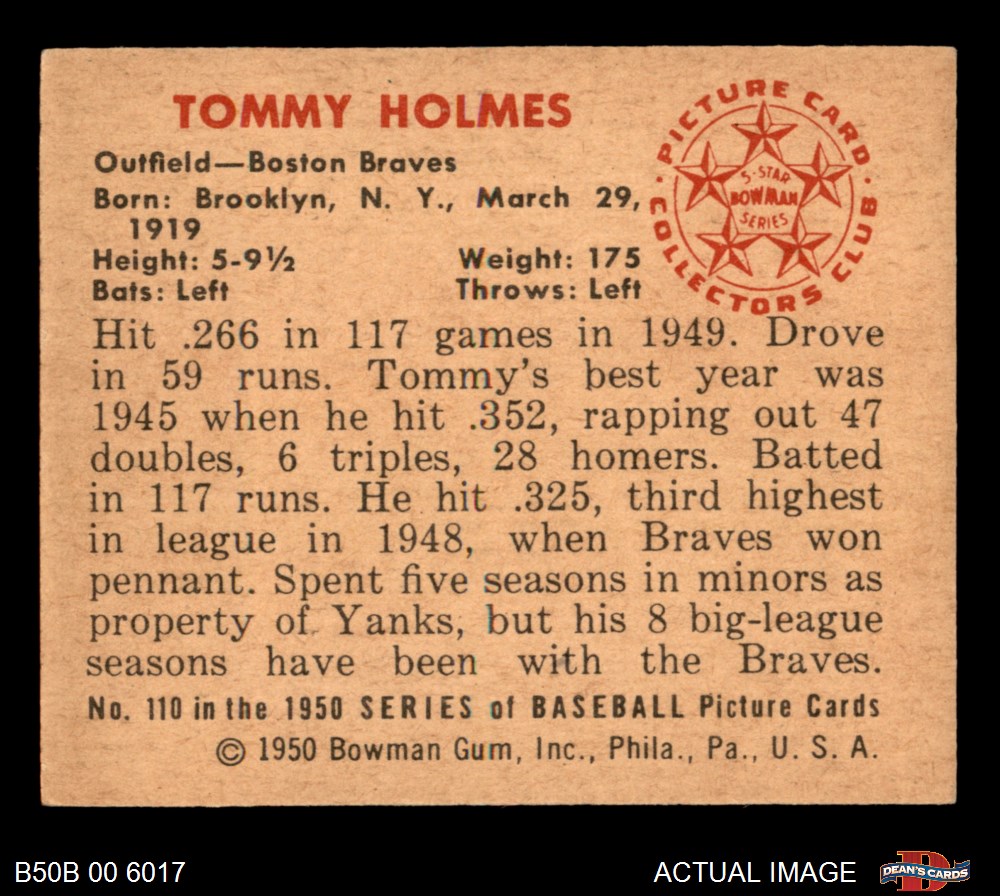 TOMMY HOLMES
Outfield—Boston Braves
Born: Brooklyn, N. Y., March 29,
1919
Height: 5-9½ Weight: 175
Bats: Left Throws: Left
PICTURE CARD
COLLECTORS CLUB
5-STAR
BOWMAN
SERIES
Hit .266 in 117 games in 1949. Drove
in 59 runs. Tommy's best year was
1945 when he hit .352, rapping out 47
doubles, 6 triples, 28 homers. Batted
in 117 runs. He hit .325, third highest
in league in 1948, when Braves won
pennant. Spent five seasons in minors as
property of Yanks, but his 8 big-league
seasons have been with the Braves.
No. 110 in the 1950 SERIES of BASEBALL Picture Cards
© 1950 Bowman Gum, Inc., Phila., Pa., U. S. A.
B50B 00 6017
ACTUAL IMAGE
D
DEAN'S CARDS